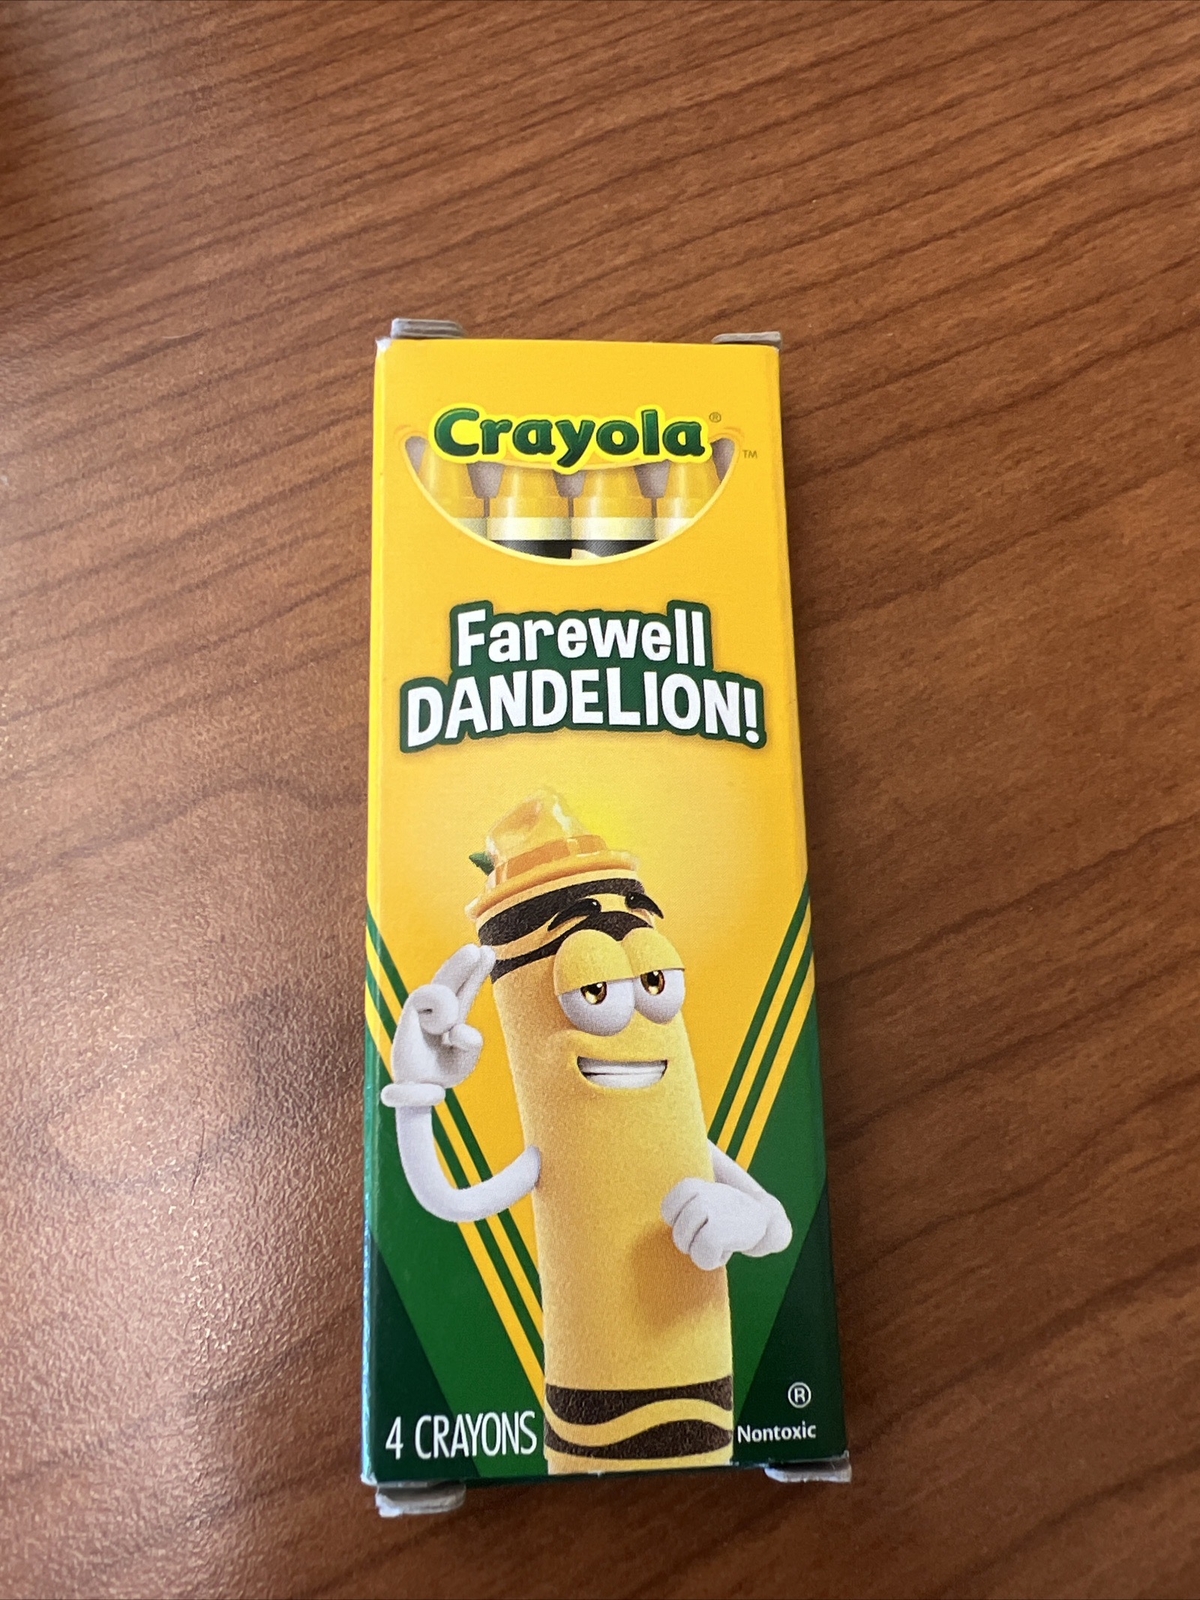 Crayola®
™
Farewell
DANDELION!
4 CRAYONS
®
Nontoxic